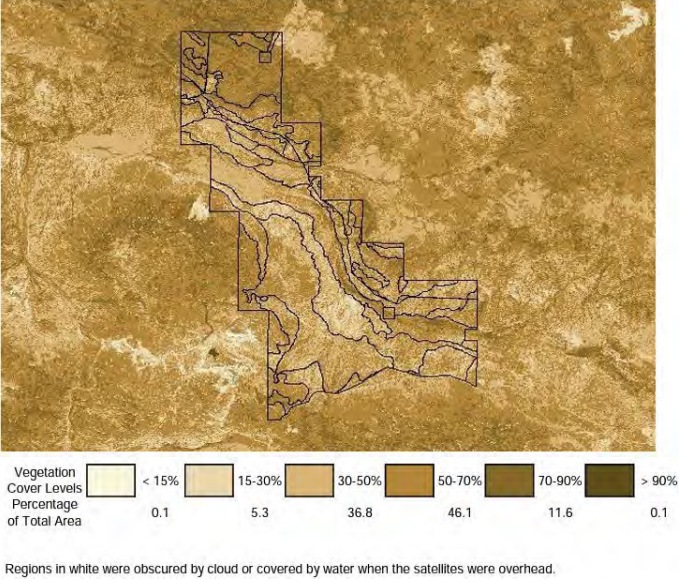 Vegetation
Cover Levels
< 15% 15-30% 30-50% 50-70% 70-90% > 90%
Percentage
of Total Area
0.1 5.3 36.8 46.1 11.6 0.1
Regions in white were obscured by cloud or covered by water when the satellites were overhead.